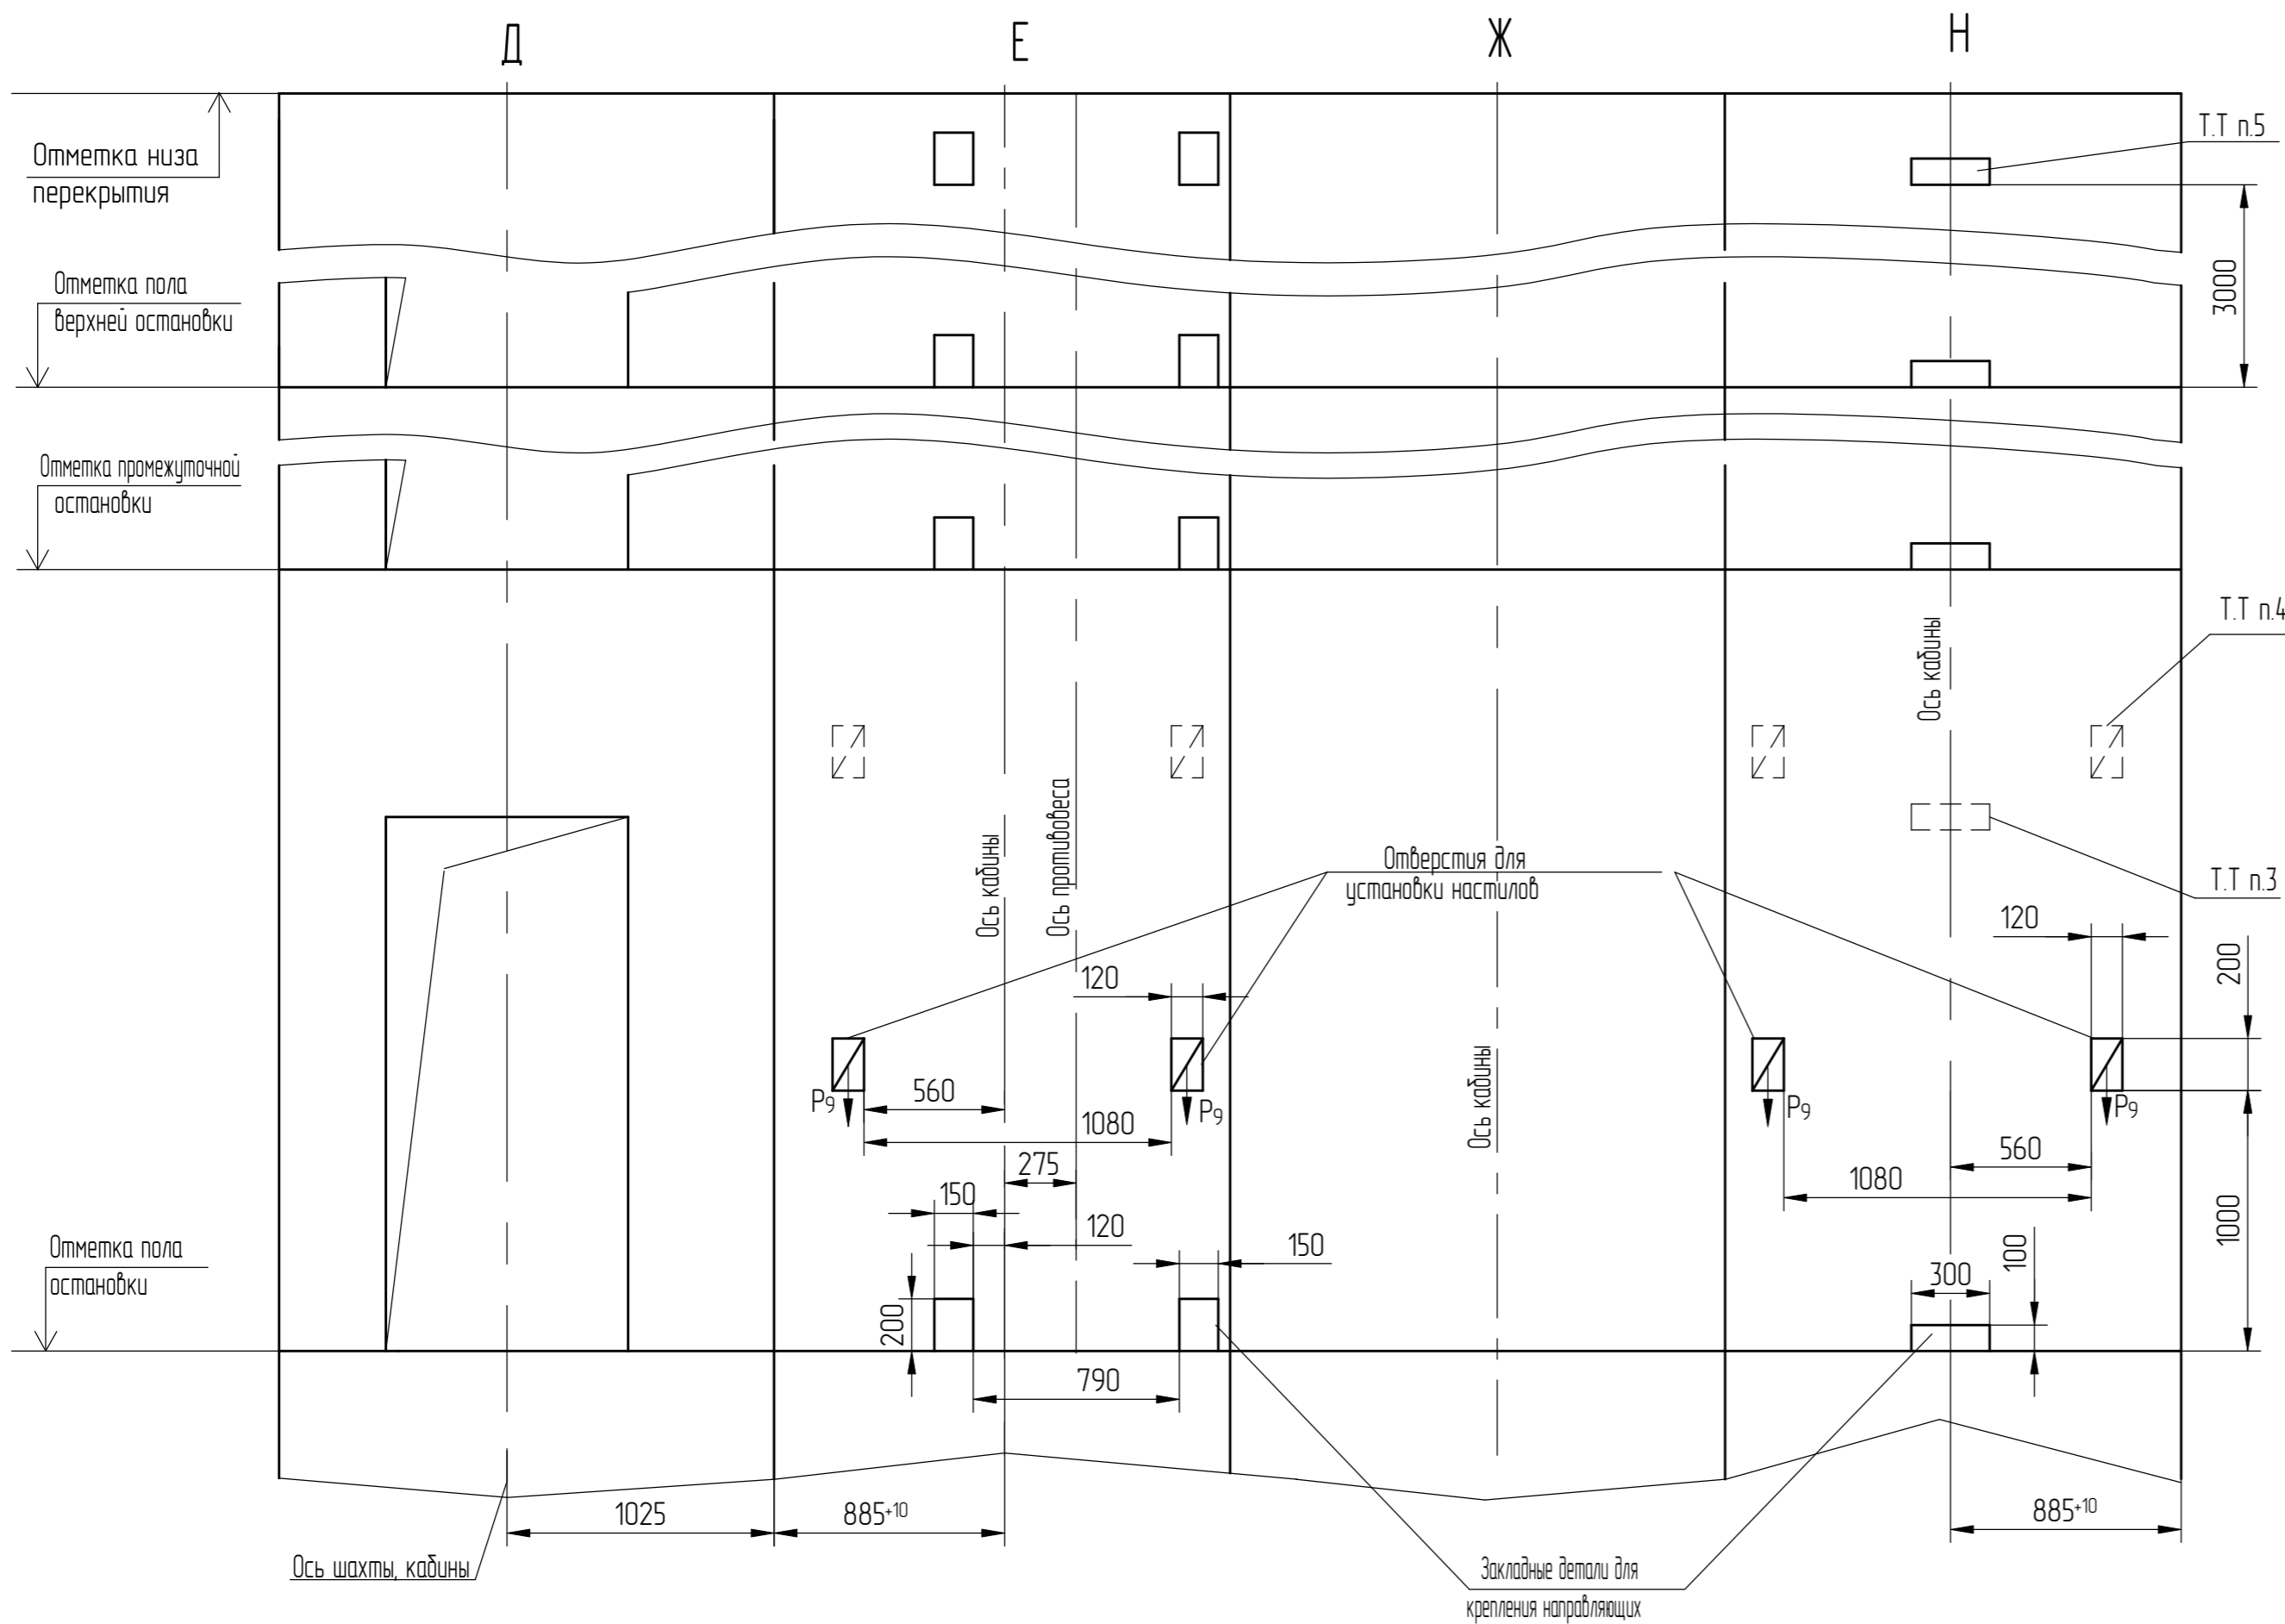 Д
Е
Ж
Н
Отметка низа
перекрытия
Т.Т п.5
Отметка пола
верхней остановки
3000
Отметка промежуточной
остановки
Т.Т п.4
Ось кабины
Ось кабины
Ось противовеса
Отверстия для
установки настилов
Т.Т п.3
120
200
120
Ось кабины
P9
560
P9
1080
P9
P9
560
1080
275
150
120
150
1000
Отметка пола
остановки
200
300
100
790
1025
885+10
885+10
Ось шахты, кабины
Закладные детали для
крепления направляющих